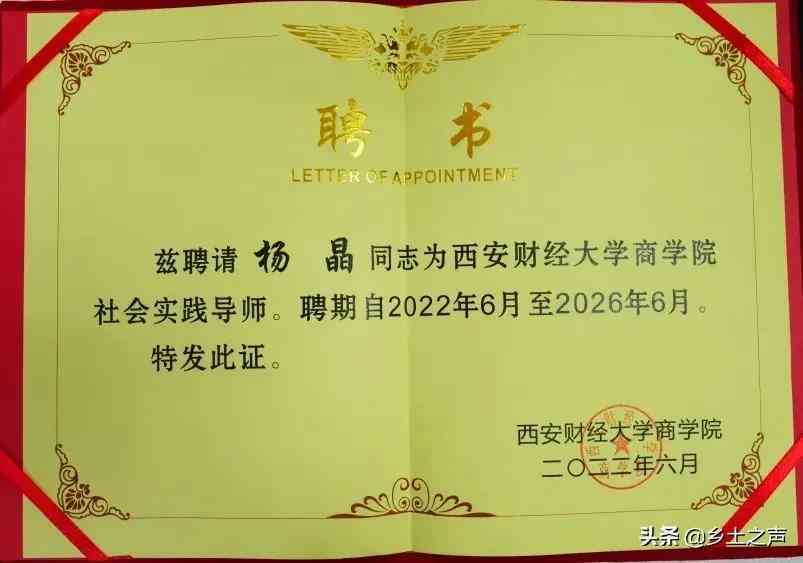 聘书
LETTER OF APPOINTMENT
兹聘请 杨 晶 同志为西安财经大学商学院
社会实践导师。聘期自2022年6月至2026年6月。
特发此证。
西安财经大学商学院
二〇二二年六月
头条 @乡土之声